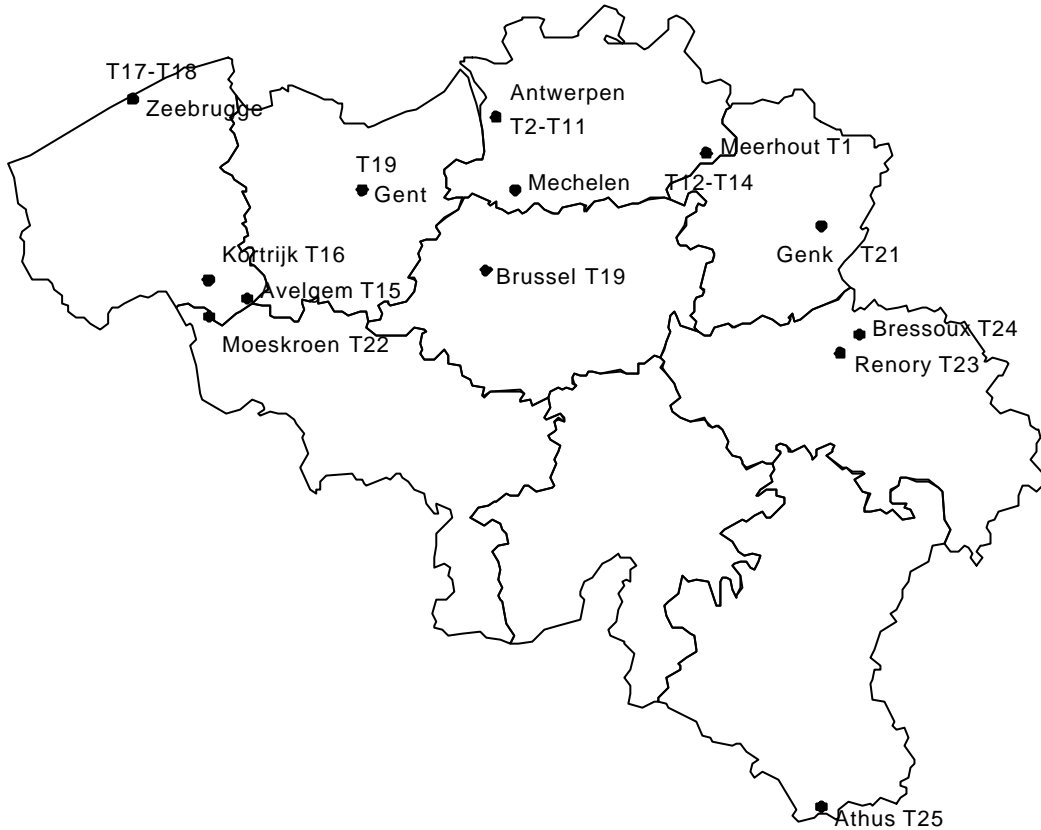 T17-T18
Zeebrugge
Antwerpen
T2-T11
Meerhout T1
T19
Gent
Mechelen
T12-T14
Kortrijk T16
Genk T21
Avelgem T15
Brussel T19
Moeskroen T22
Bressoux T24
Renory T23
Athus T25